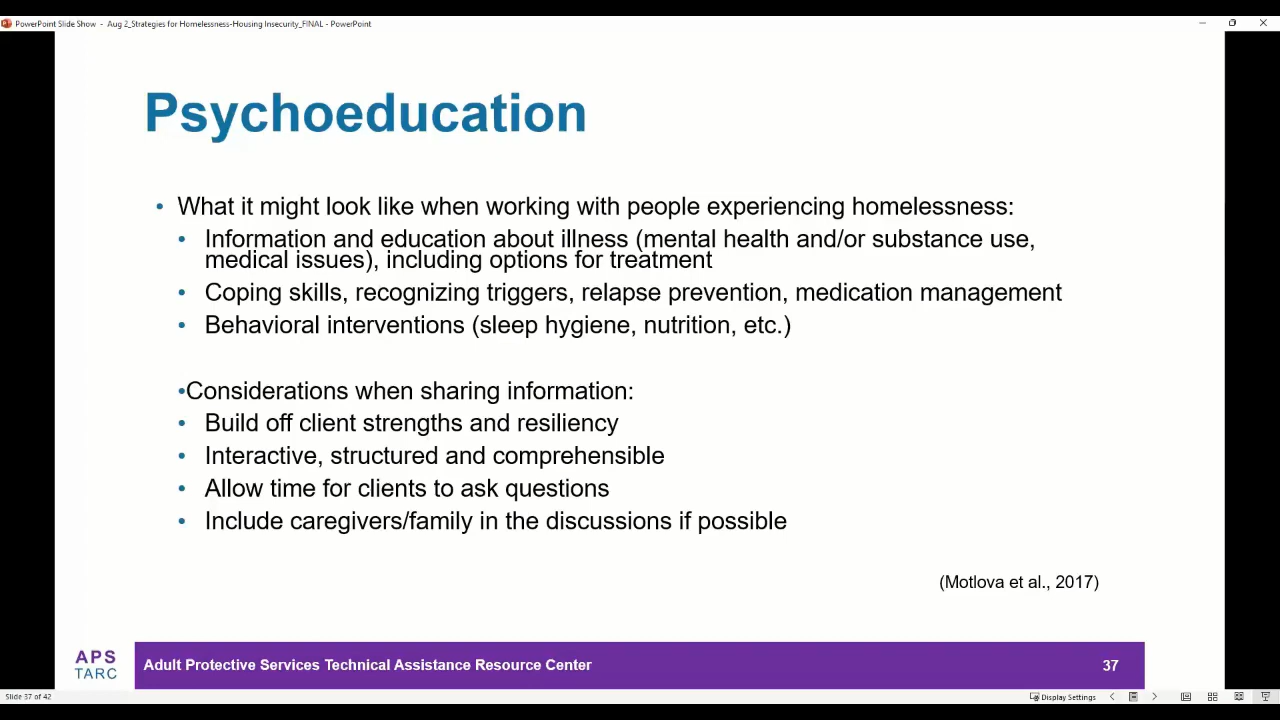 PowerPoint Slide Show - Aug 2_Strategies for Homelessness-Housing Insecurity_FINAL - PowerPoint
Psychoeducation
• What it might look like when working with people experiencing homelessness:
• Information and education about illness (mental health and/or substance use,
medical issues), including options for treatment
• Coping skills, recognizing triggers, relapse prevention, medication management
• Behavioral interventions (sleep hygiene, nutrition, etc.)
•Considerations when sharing information:
• Build off client strengths and resiliency
• Interactive, structured and comprehensible
• Allow time for clients to ask questions
• Include caregivers/family in the discussions if possible
(Motlova et al., 2017)
APS
TARC
Adult Protective Services Technical Assistance Resource Center
37
Slide 37 of 42
Display Settings